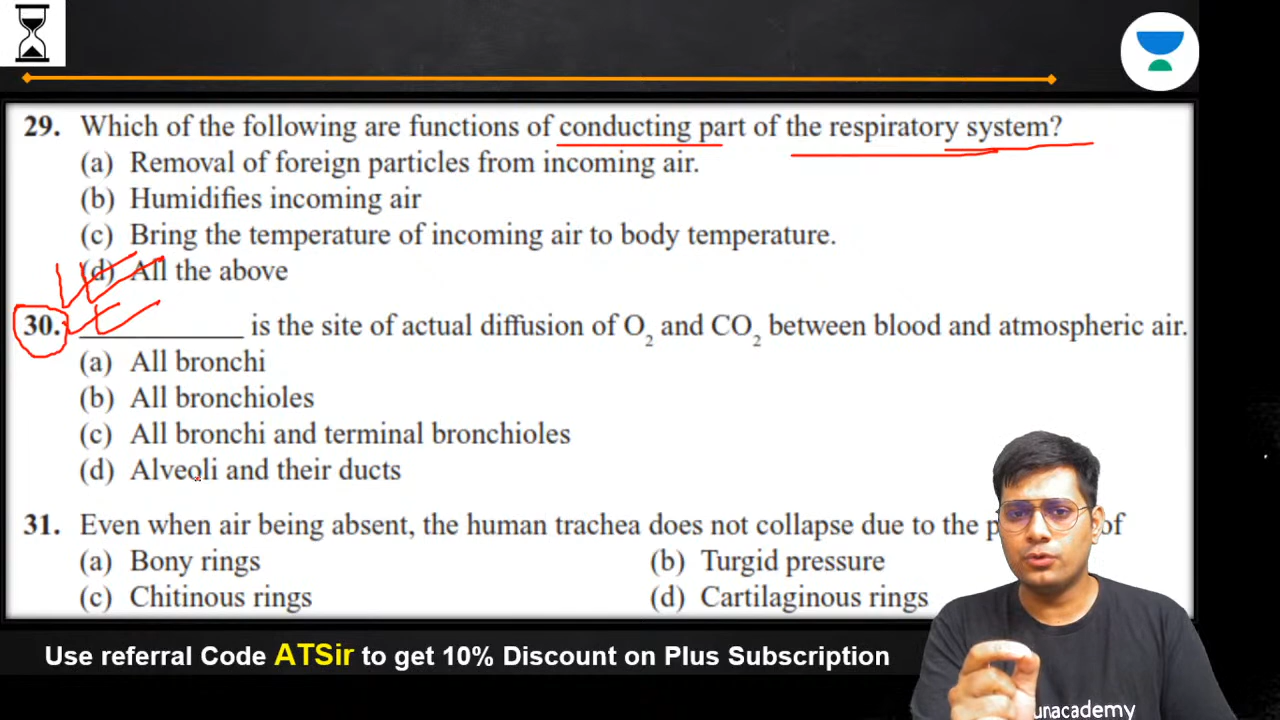 29. Which of the following are functions of conducting part of the respiratory system?
(a) Removal of foreign particles from incoming air.
(b) Humidifies incoming air
(c) Bring the temperature of incoming air to body temperature.
(d) All the above
30. __________ is the site of actual diffusion of O₂ and CO₂ between blood and atmospheric air.
(a) All bronchi
(b) All bronchioles
(c) All bronchi and terminal bronchioles
(d) Alveoli and their ducts
31. Even when air being absent, the human trachea does not collapse due to the of
(a) Bony rings (b) Turgid pressure
(c) Chitinous rings (d) Cartilaginous rings
Use referral Code ATSir to get 10% Discount on Plus Subscription
unacademy